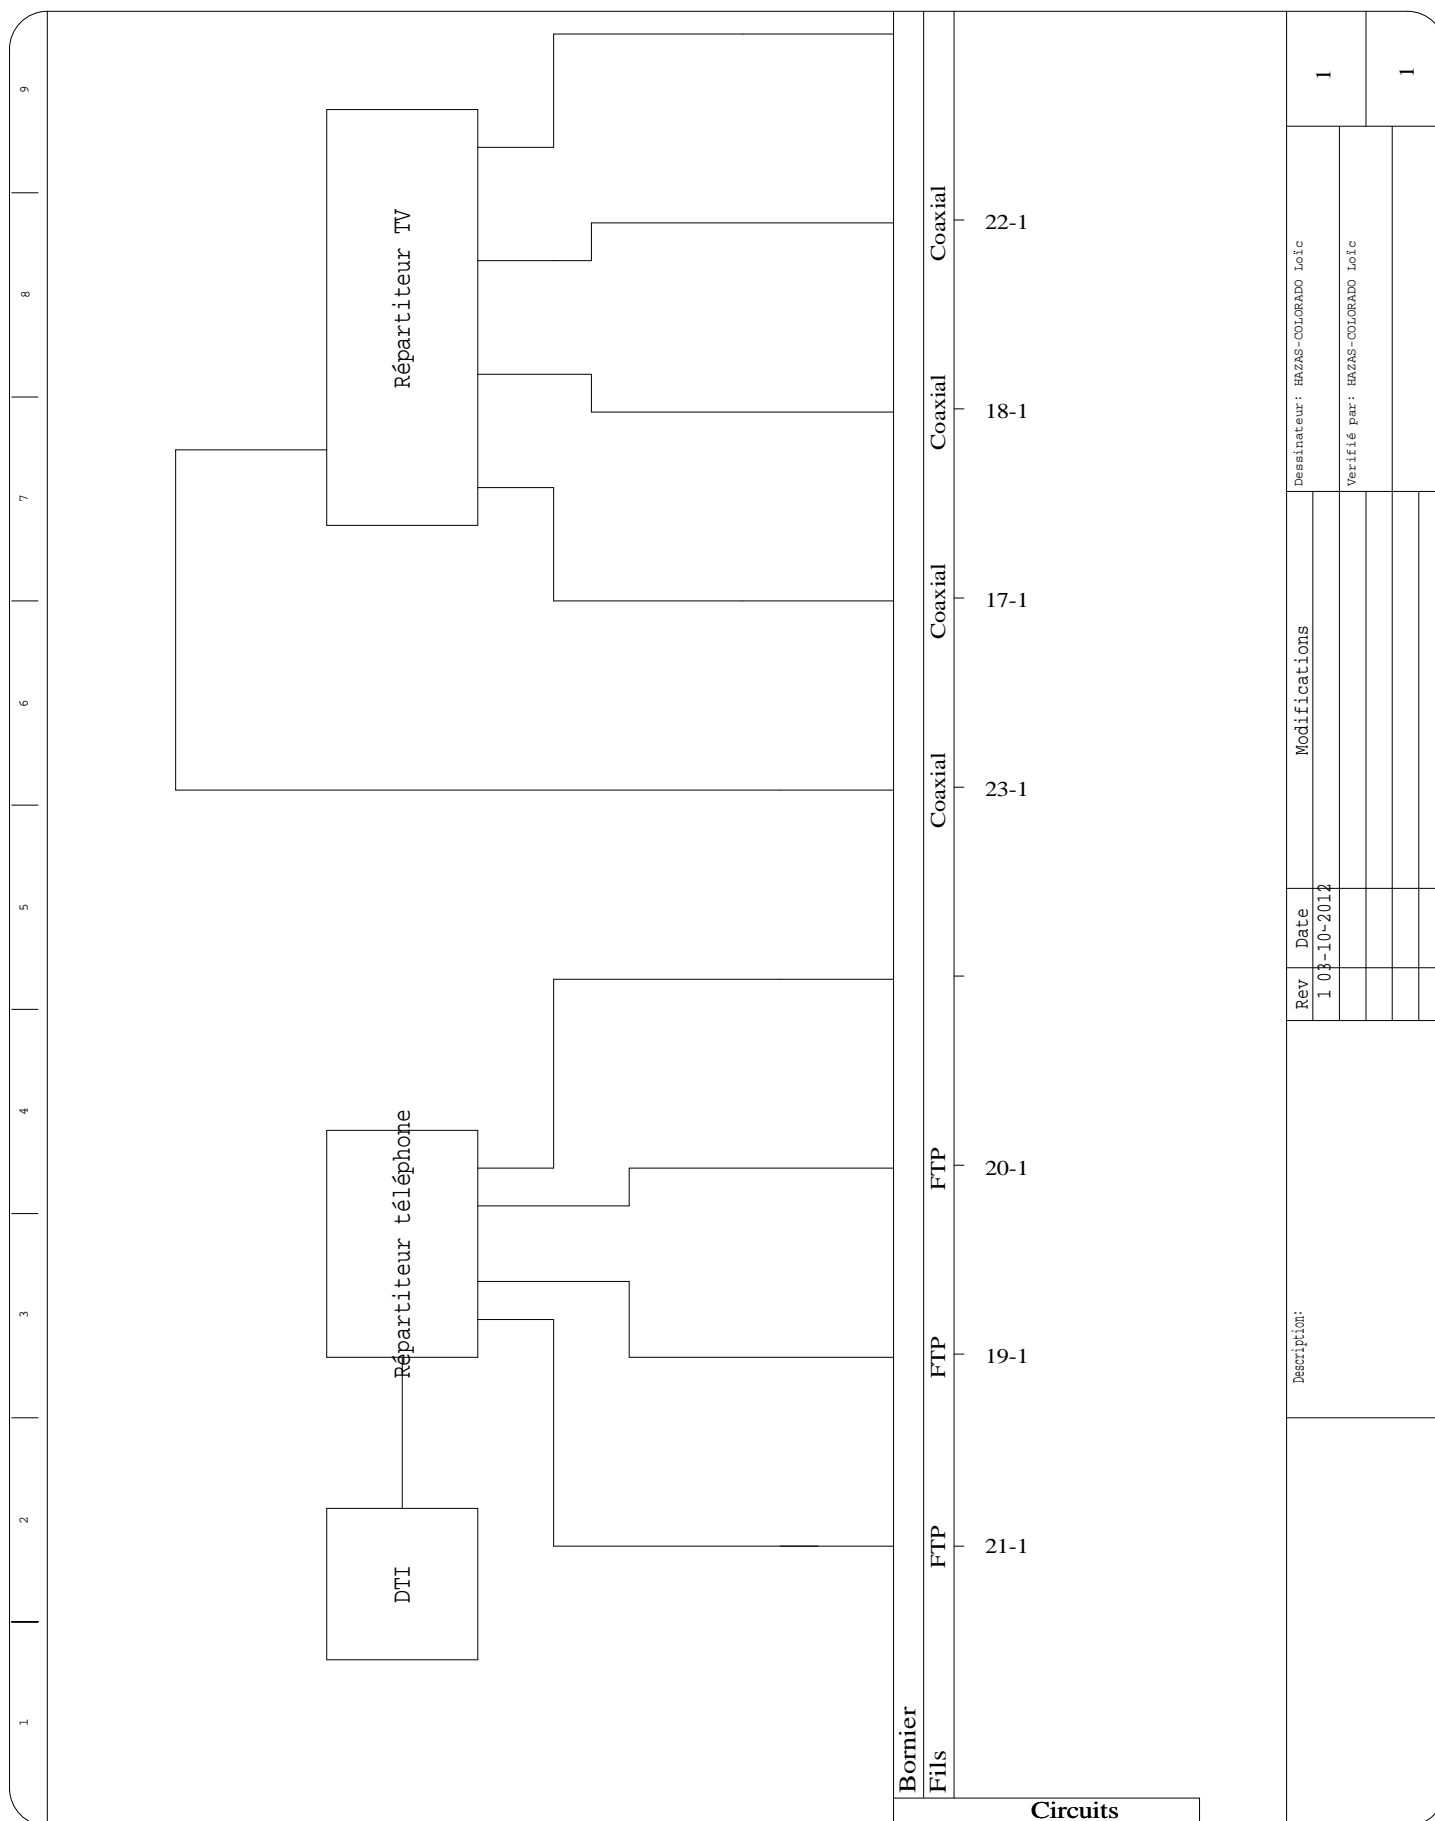 1
2
3
4
5
6
7
8
9
DTI
Répartiteur téléphone
Répartiteur TV
Bornier
Fils
FTP
FTP
FTP
Coaxial
Coaxial
Coaxial
Coaxial
21-1
19-1
20-1
23-1
17-1
18-1
22-1
Circuits
Description:
Rev
Date
Modifications
1 03-10-2012
Dessinateur: HAZAS-COLORADO Loïc
Verifié par: HAZAS-COLORADO Loïc
1
1